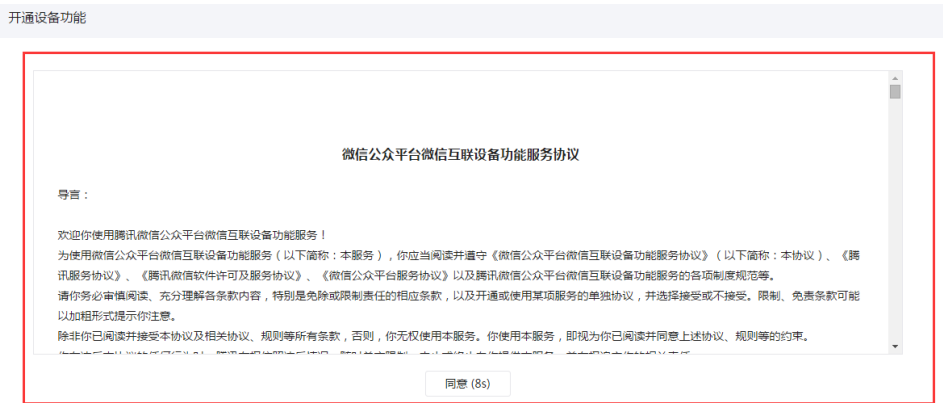 开通设备功能
微信公众平台微信互联设备功能服务协议
导言：
欢迎你使用腾讯微信公众平台微信互联设备功能服务！
为使用微信公众平台微信互联设备功能服务（以下简称：本服务），你应当阅读并遵守《微信公众平台微信互联设备功能服务协议》（以下简称：本协议）、《腾
讯服务协议》、《腾讯微信软件许可及服务协议》、《微信公众平台服务协议》以及腾讯微信公众平台微信互联设备功能服务的各项制度规范等。
请你务必审慎阅读、充分理解各条款内容，特别是免除或限制责任的相应条款，以及开通或使用某项服务的单独协议，并选择接受或不接受。限制、免责条款可能
以加粗形式提示你注意。
除非你已阅读并接受本协议及相关协议、规则等所有条款，否则，你无权使用本服务。你使用本服务，即视为你已阅读并同意上述协议、规则等的约束。
同意 (8s)